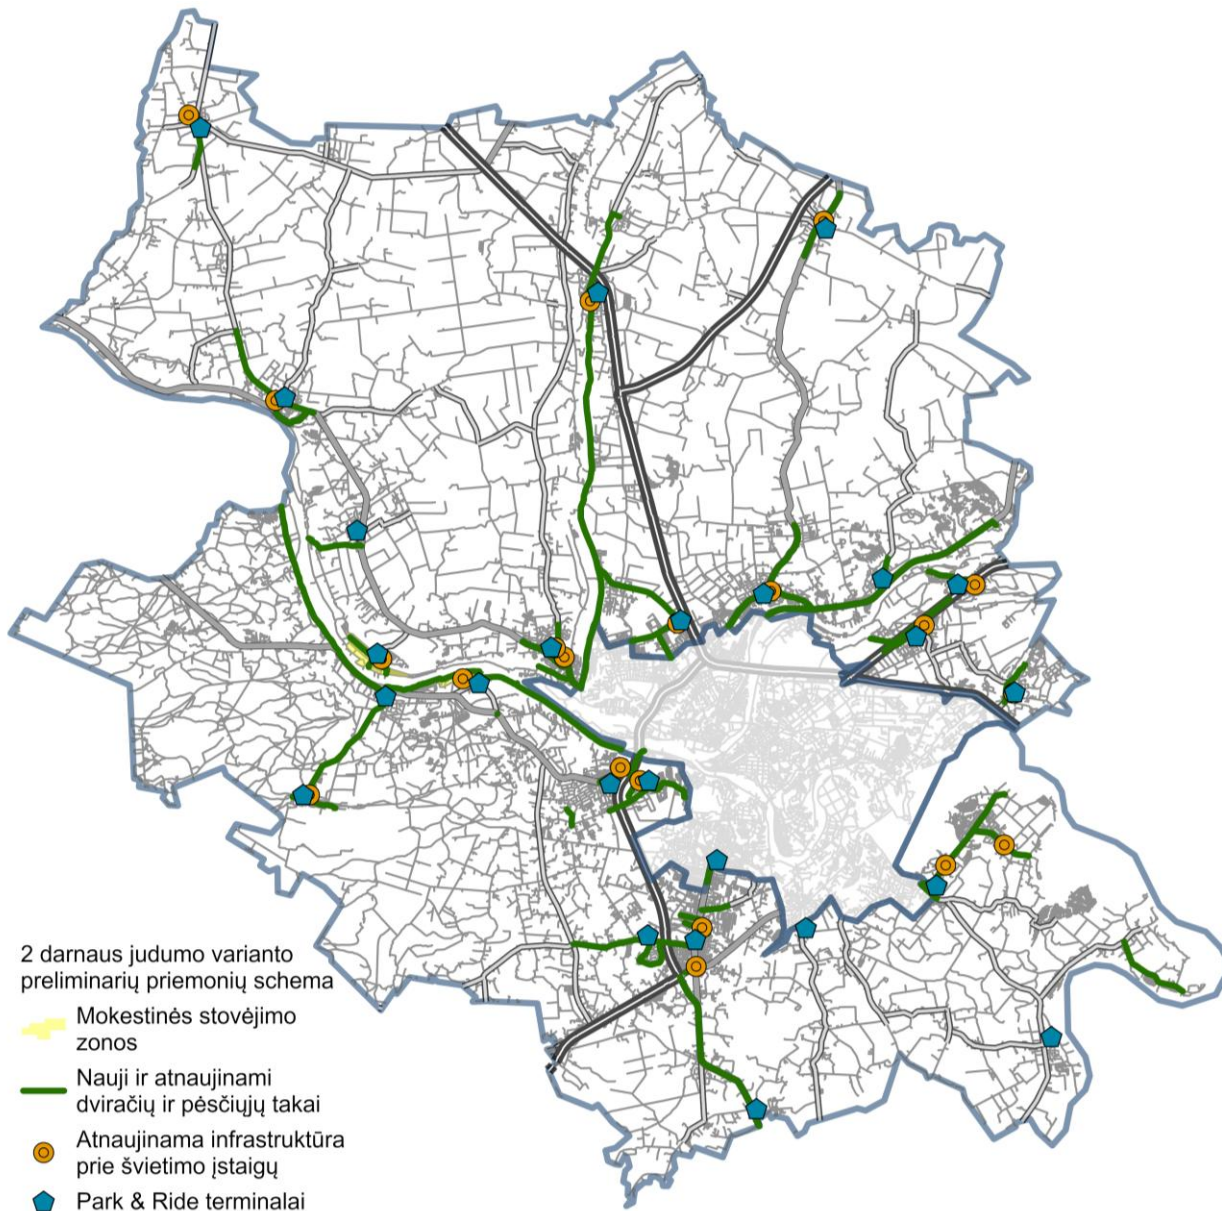 2 darnaus judumo varianto
preliminarių priemonių schema
Mokestinės stovėjimo
zonos
Nauji ir atnaujinami
dviračių ir pėsčiųjų takai
Atnaujinama infrastruktūra
prie švietimo įstaigų
Park & Ride terminalai